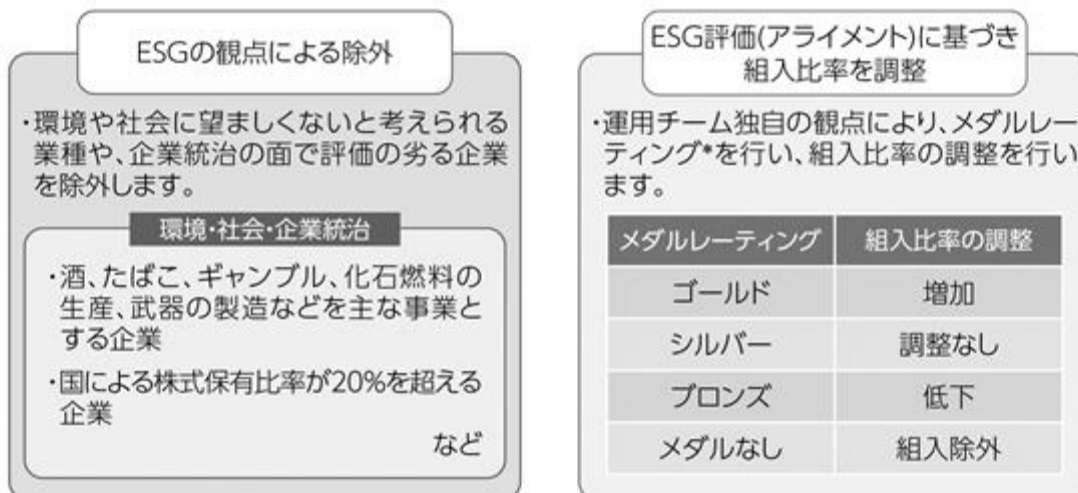 ESGの観点による除外
・環境や社会に望ましくないと考えられる
業種や、企業統治の面で評価の劣る企業
を除外します。
環境・社会・企業統治
・酒、たばこ、ギャンブル、化石燃料の
生産、武器の製造などを主な事業と
する企業
・国による株式保有比率が20%を超える
企業
など
ESG評価(アライメント)に基づき
組入比率を調整
・運用チーム独自の観点により、メダルレー
ティング*を行い、組入比率の調整を行い
ます。
メダルレーティング 組入比率の調整
ゴールド 増加
シルバー 調整なし
ブロンズ 低下
メダルなし 組入除外